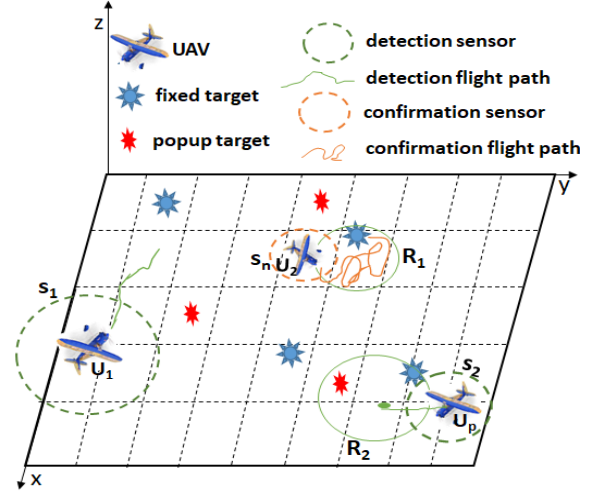 z
UAV
fixed target
popup target
detection sensor
detection flight path
confirmation sensor
confirmation flight path
y
sn U2
R1
s1
U1
s2
Up
R2
x